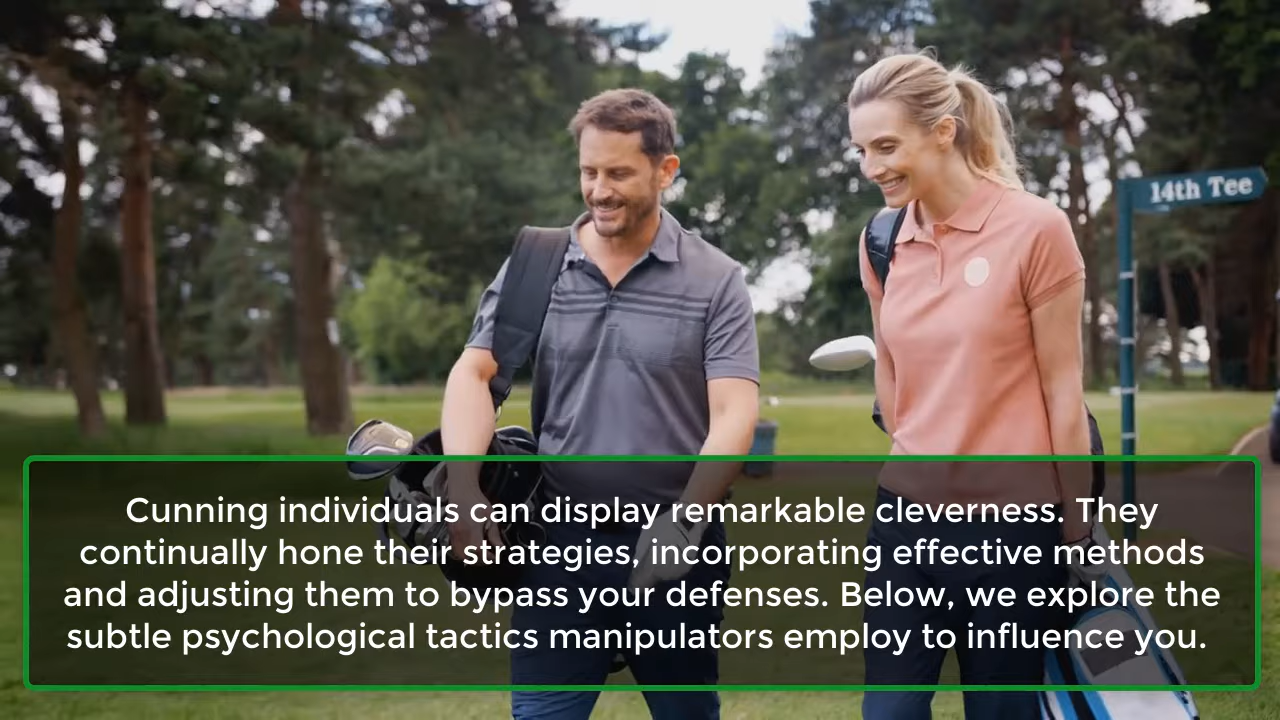 14th Tee
Cunning individuals can display remarkable cleverness. They
continually hone their strategies, incorporating effective methods
and adjusting them to bypass your defenses. Below, we explore the
subtle psychological tactics manipulators employ to influence you.